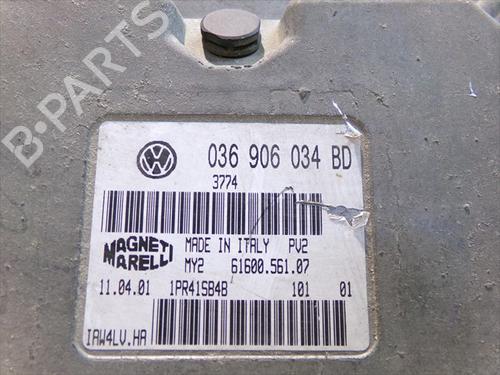 B-PARTS
036 906 034 BD
3774
MAGNETI MARELLI
MADE IN ITALY PV2
MY2 61600.561.07
11.04.01 1PR41SB4B 101 01
IAW4LV.HA